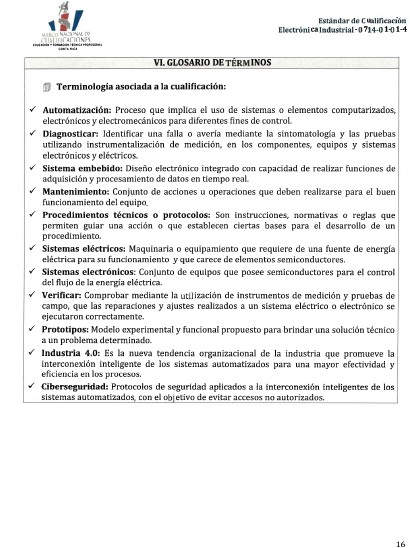 MARCO NACIONAL DE
CUALIFICACIONES
EDUCACIÓN Y FORMACIÓN TÉCNICA PROFESIONAL
COSTA RICA
Estándar de Cualificación
Electrónica Industrial - 0714-01-01-4
VI. GLOSARIO DE TÉRMINOS
Terminología asociada a la cualificación:
✓ Automatización: Proceso que implica el uso de sistemas o elementos computarizados,
electrónicos y electromecánicos para diferentes fines de control.
✓ Diagnosticar: Identificar una falla o avería mediante la sintomatología y las pruebas
utilizando instrumentalización de medición, en los componentes, equipos y sistemas
electrónicos y eléctricos.
✓ Sistema embebido: Diseño electrónico integrado con capacidad de realizar funciones de
adquisición y procesamiento de datos en tiempo real.
✓ Mantenimiento: Conjunto de acciones u operaciones que deben realizarse para el buen
funcionamiento del equipo.
✓ Procedimientos técnicos o protocolos: Son instrucciones, normativas o reglas que
permiten guiar una acción o que establecen ciertas bases para el desarrollo de un
procedimiento.
✓ Sistemas eléctricos: Maquinaria o equipamiento que requiere de una fuente de energía
eléctrica para su funcionamiento y que carece de elementos semiconductores.
✓ Sistemas electrónicos: Conjunto de equipos que posee semiconductores para el control
del flujo de la energía eléctrica.
✓ Verificar: Comprobar mediante la utilización de instrumentos de medición y pruebas de
campo, que las reparaciones y ajustes realizados a un sistema eléctrico o electrónico se
ejecutaron correctamente.
✓ Prototipos: Modelo experimental y funcional propuesto para brindar una solución técnico
a un problema determinado.
✓ Industria 4.0: Es la nueva tendencia organizacional de la industria que promueve la
interconexión inteligente de los sistemas automatizados para una mayor efectividad y
eficiencia en los procesos.
✓ Ciberseguridad: Protocolos de seguridad aplicados a la interconexión inteligentes de los
sistemas automatizados, con el objetivo de evitar accesos no autorizados.
16